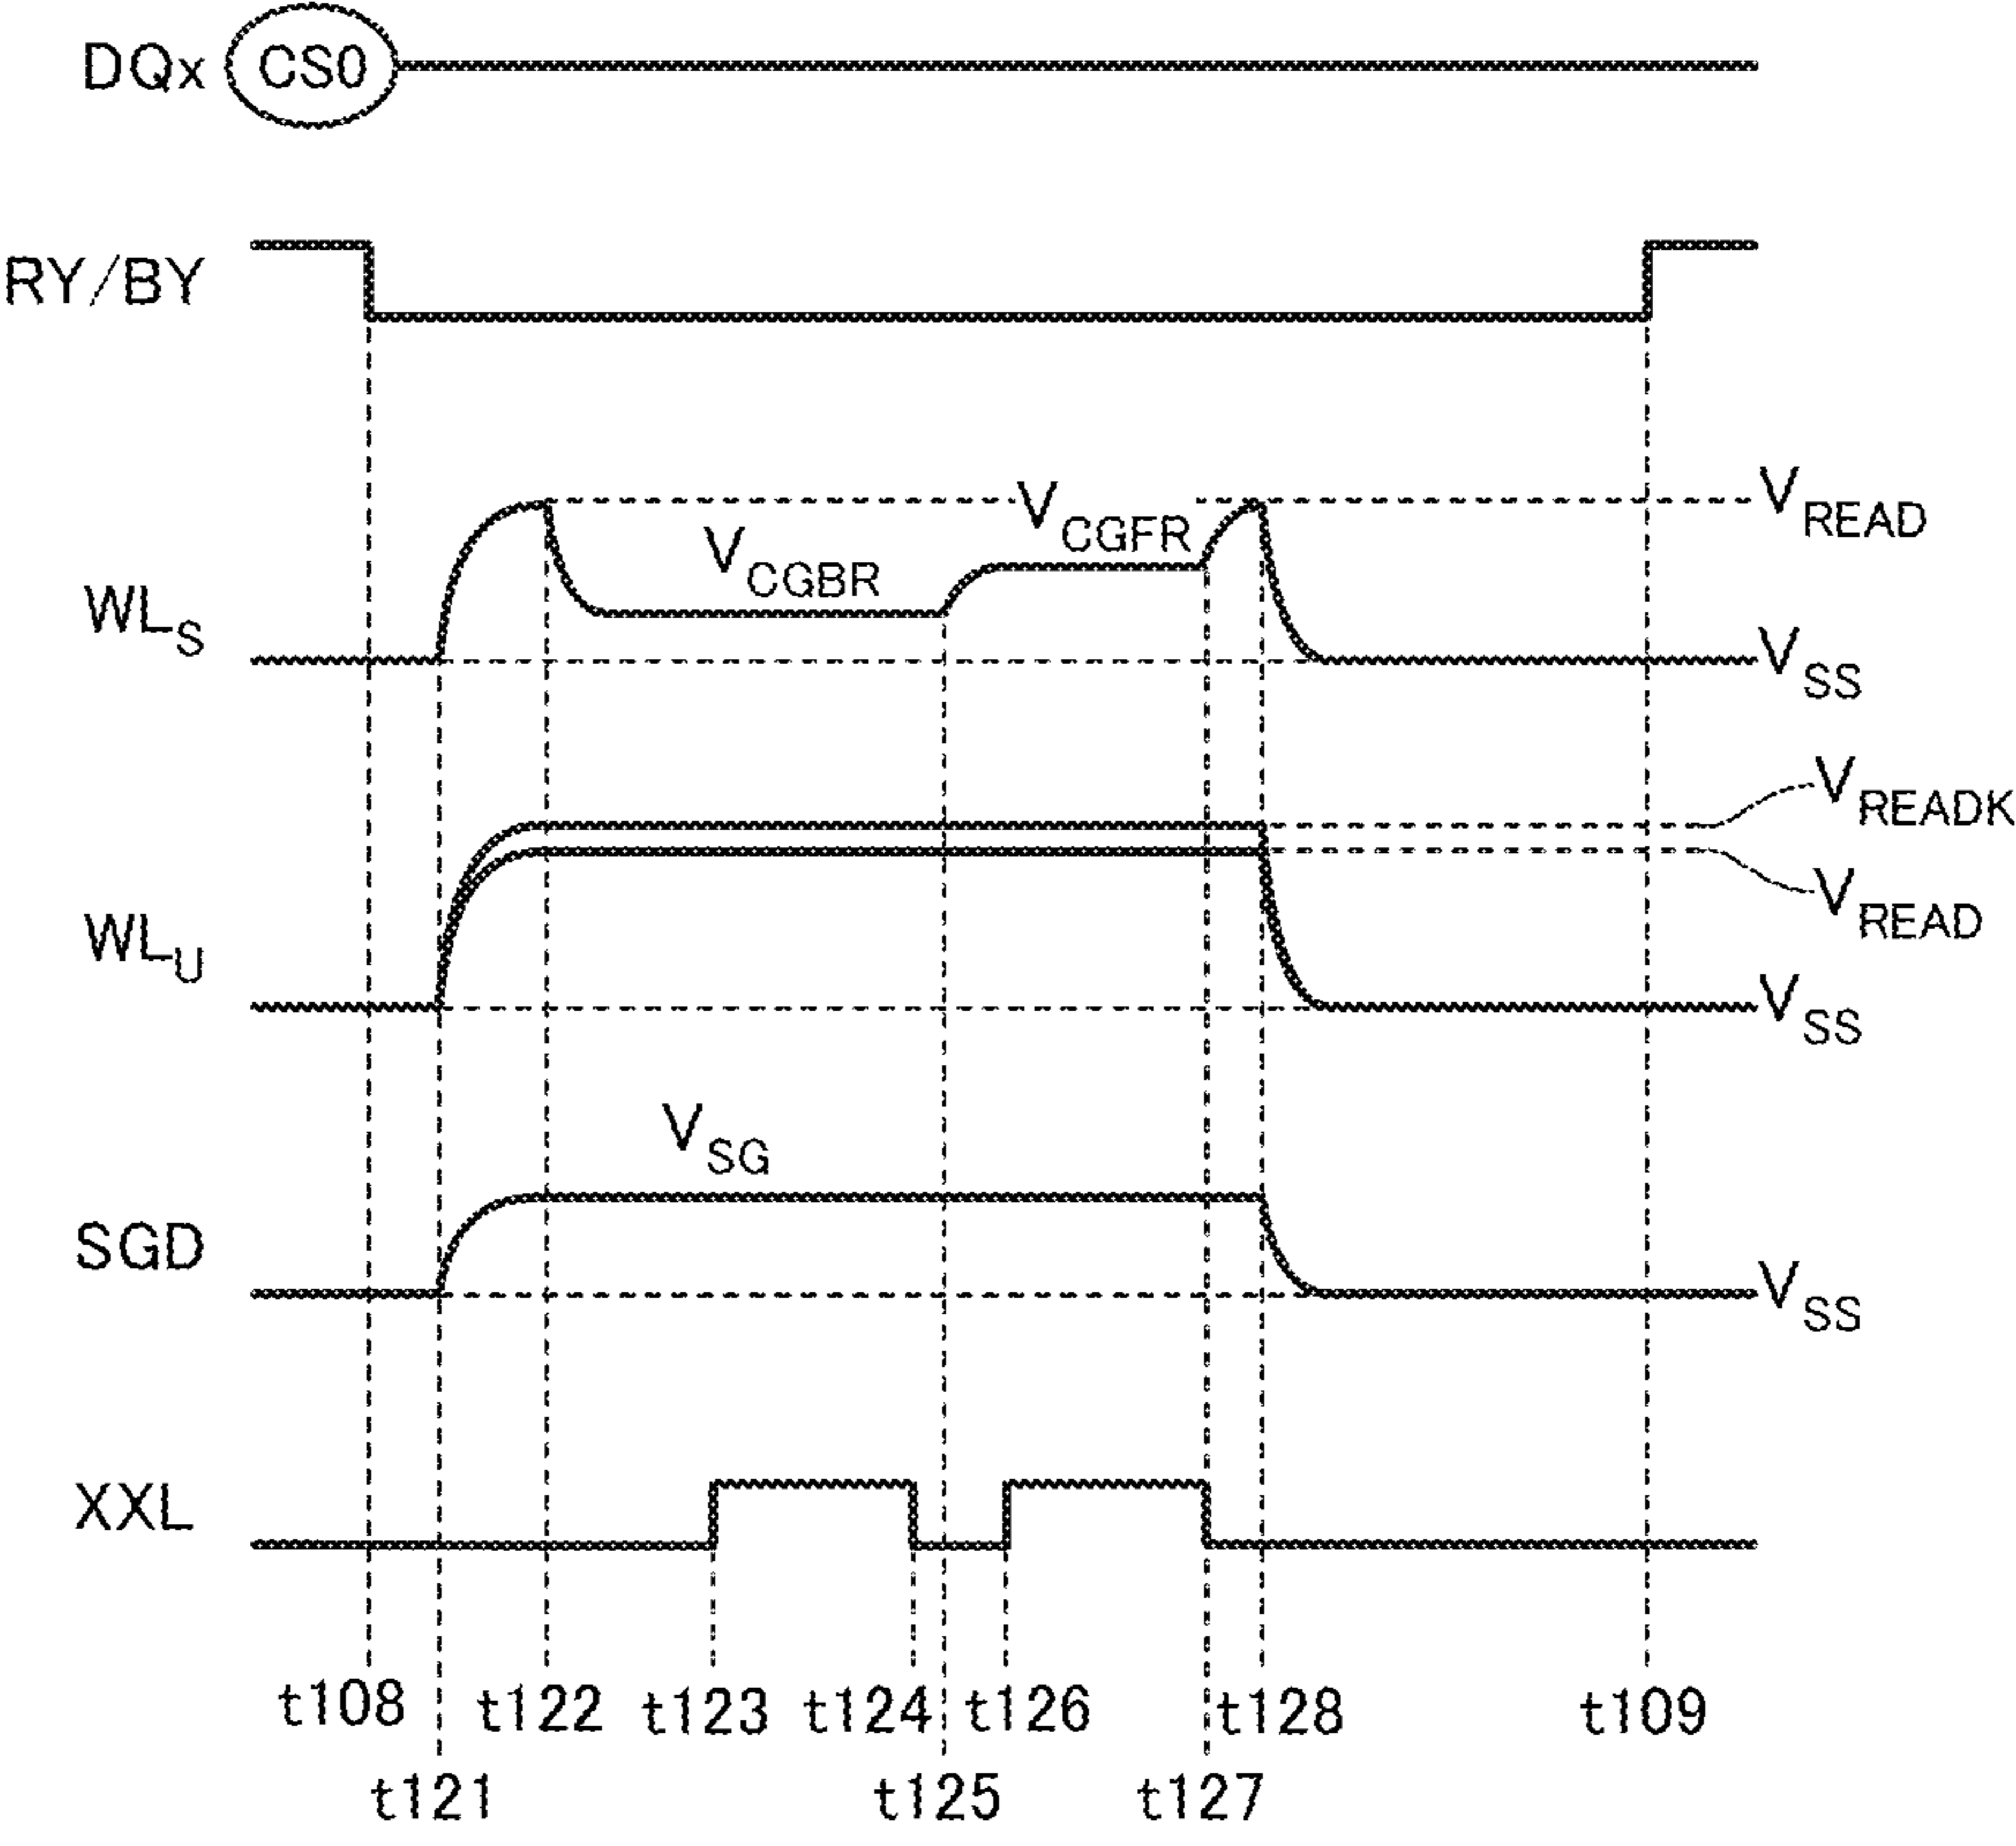 DQx CS0
RY/BY
WLS VCGBR VCGFR VREAD
VSS
WLU VREADK
VREAD
VSS
VSG
SGD VSS
XXL
t108 t122 t123 t124 t126 t128 t109
t121 t125 t127